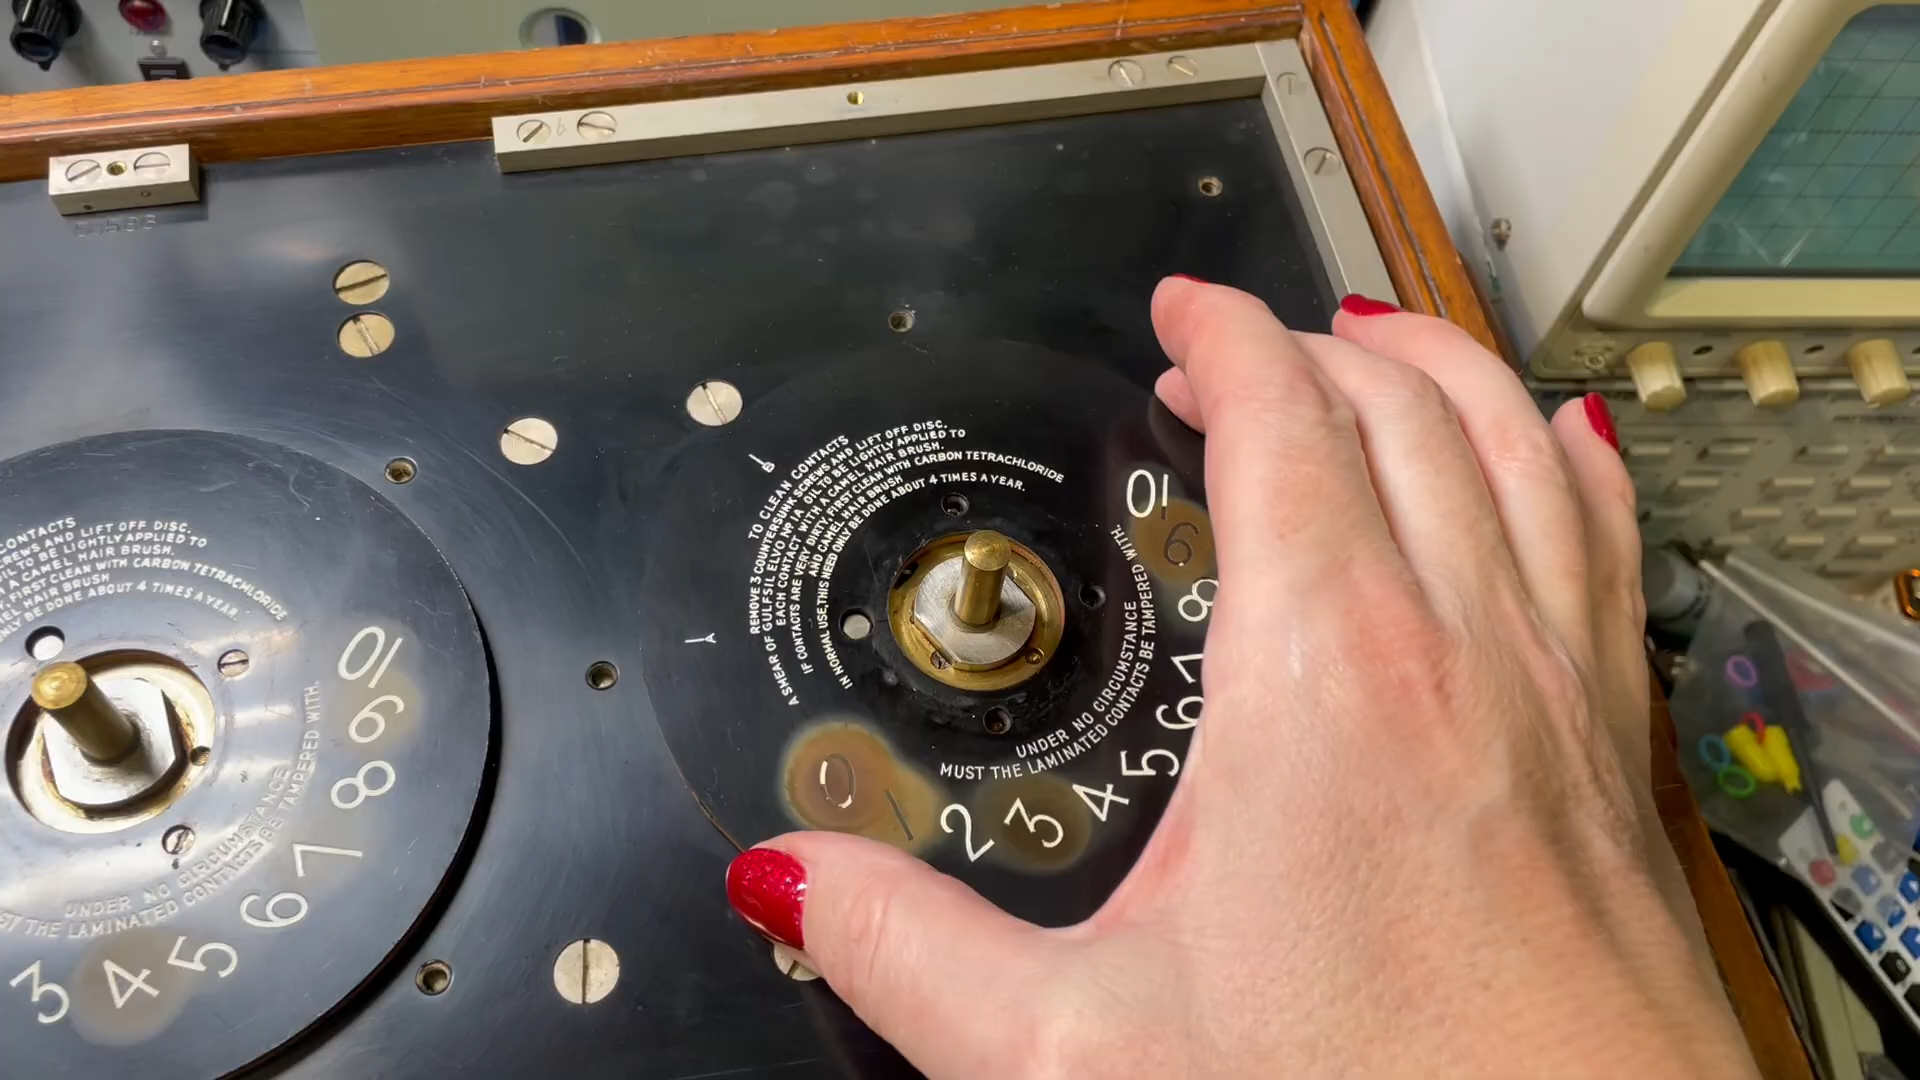 TO CLEAN CONTACTS
REMOVE 3 COUNTERSUNK SCREWS AND LIFT OFF DISC.
A SMEAR OF GULFSIL ELVO Nº 1A OIL TO BE LIGHTLY APPLIED TO
EACH CONTACT WITH A CAMEL HAIR BRUSH.
IF CONTACTS ARE VERY DIRTY, FIRST CLEAN WITH CARBON TETRACHLORIDE
AND CAMEL HAIR BRUSH
IN NORMAL USE, THIS NEED ONLY BE DONE ABOUT 4 TIMES A YEAR.
UNDER NO CIRCUMSTANCE
MUST THE LAMINATED CONTACTS BE TAMPERED WITH.
0 1 2 3 4 5 6 7 8 9 10
B
A
CONTACTS
SCREWS AND LIFT OFF DISC.
OIL TO BE LIGHTLY APPLIED TO
A CAMEL HAIR BRUSH.
FIRST CLEAN WITH CARBON TETRACHLORIDE
HAIR BRUSH
ONLY BE DONE ABOUT 4 TIMES A YEAR.
UNDER NO CIRCUMSTANCE
THE LAMINATED CONTACTS BE TAMPERED WITH.
3 4 5 6 7 8 9 10